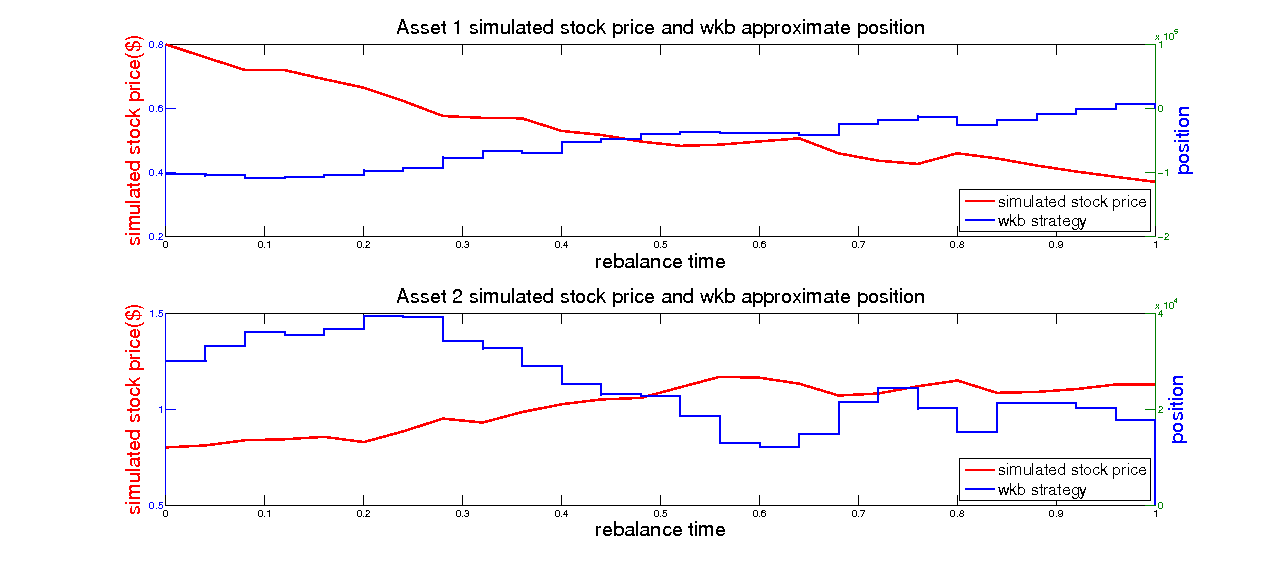 Asset 1 simulated stock price and wkb approximate position
x 10^5
simulated stock price($)
0.8
0.6
0.4
0.2
1
0
-1
-2
position
simulated stock price
wkb strategy
0 0.1 0.2 0.3 0.4 0.5 0.6 0.7 0.8 0.9 1
rebalance time
Asset 2 simulated stock price and wkb approximate position
x 10^4
simulated stock price($)
1.5
1
0.5
4
2
0
position
simulated stock price
wkb strategy
0 0.1 0.2 0.3 0.4 0.5 0.6 0.7 0.8 0.9 1
rebalance time